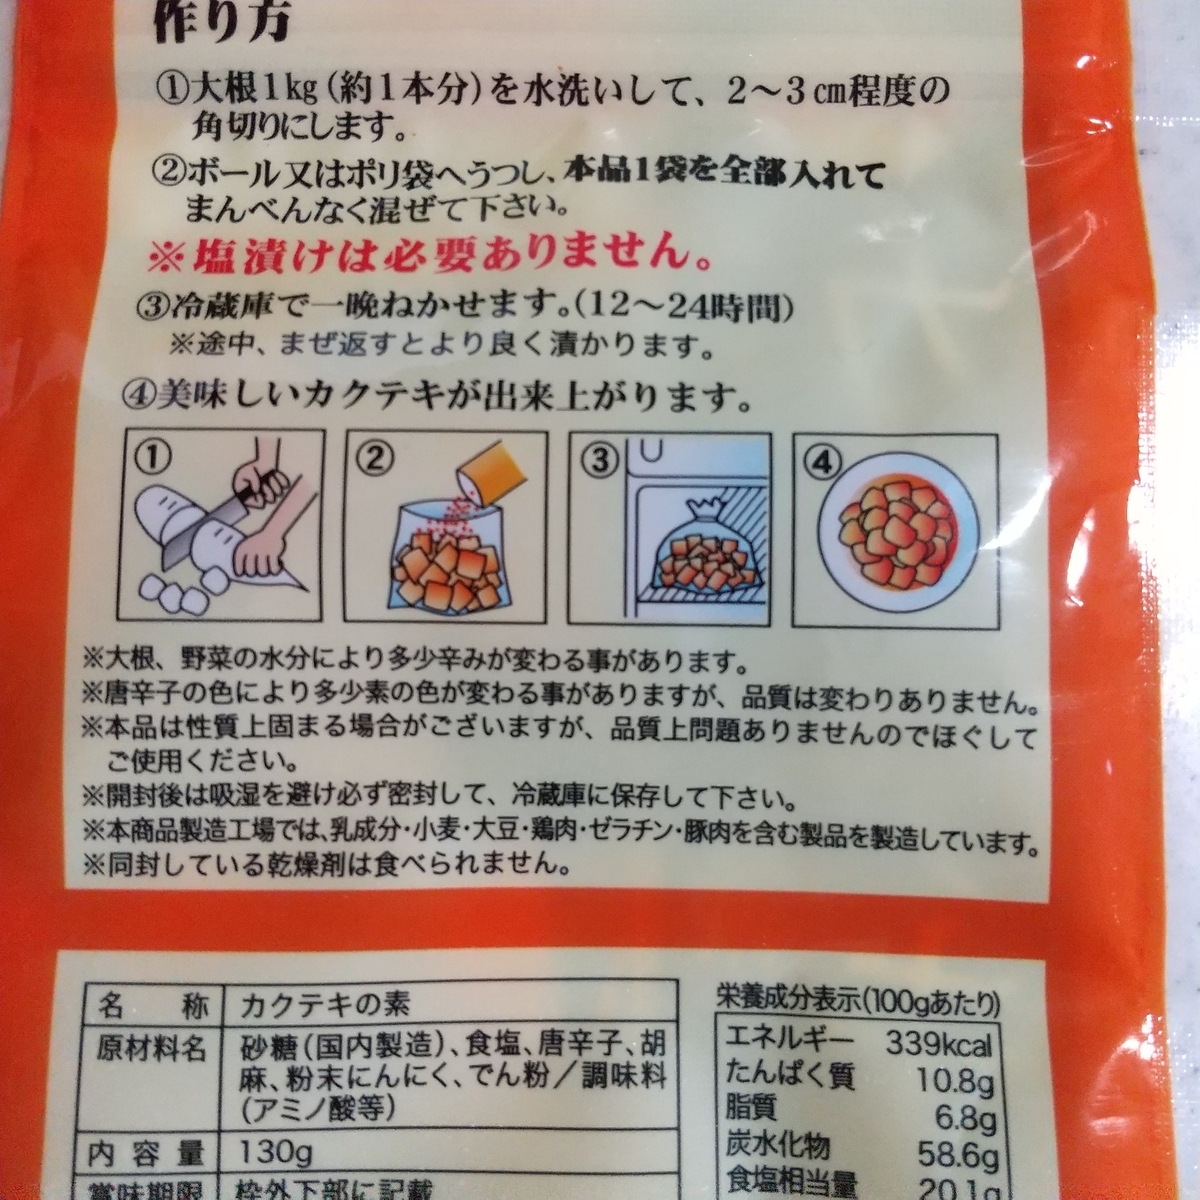 作り方
①大根1kg(約1本分)を水洗いして、2〜3cm程度の
角切りにします。
②ボール又はポリ袋へうつし、本品1袋を全部入れて
まんべんなく混ぜて下さい。
※塩漬けは必要ありません。
③冷蔵庫で一晩ねかせます。(12〜24時間)
※途中、まぜ返すとより良く漬かります。
④美味しいカクテキが出来上がります。
① ② ③ ④
※大根、野菜の水分により多少辛みが変わる事があります。
※唐辛子の色により多少素の色が変わる事がありますが、品質は変わりありません。
※本品は性質上固まる場合がございますが、品質上問題ありませんのでほぐして
ご使用ください。
※開封後は吸湿を避け必ず密封して、冷蔵庫に保存して下さい。
※本商品製造工場では、乳成分・小麦・大豆・鶏肉・ゼラチン・豚肉を含む製品を製造しています。
※同封している乾燥剤は食べられません。
名称 カクテキの素
原材料名 砂糖(国内製造)、食塩、唐辛子、胡
麻、粉末にんにく、でん粉/調味料
(アミノ酸等)
内容量 130g
賞味期限 枠外下部に記載
栄養成分表示(100gあたり)
エネルギー 339kcal
たんぱく質 10.8g
脂質 6.8g
炭水化物 58.6g
食塩相当量 20.1g